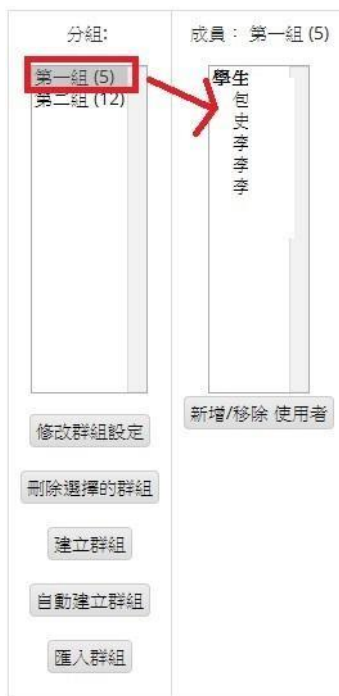 分組:
第一組 (5)
第二組 (12)
修改群組設定
刪除選擇的群組
建立群組
自動建立群組
匯入群組
成員： 第一組 (5)
學生
包
史
李
李
李
新增/移除 使用者